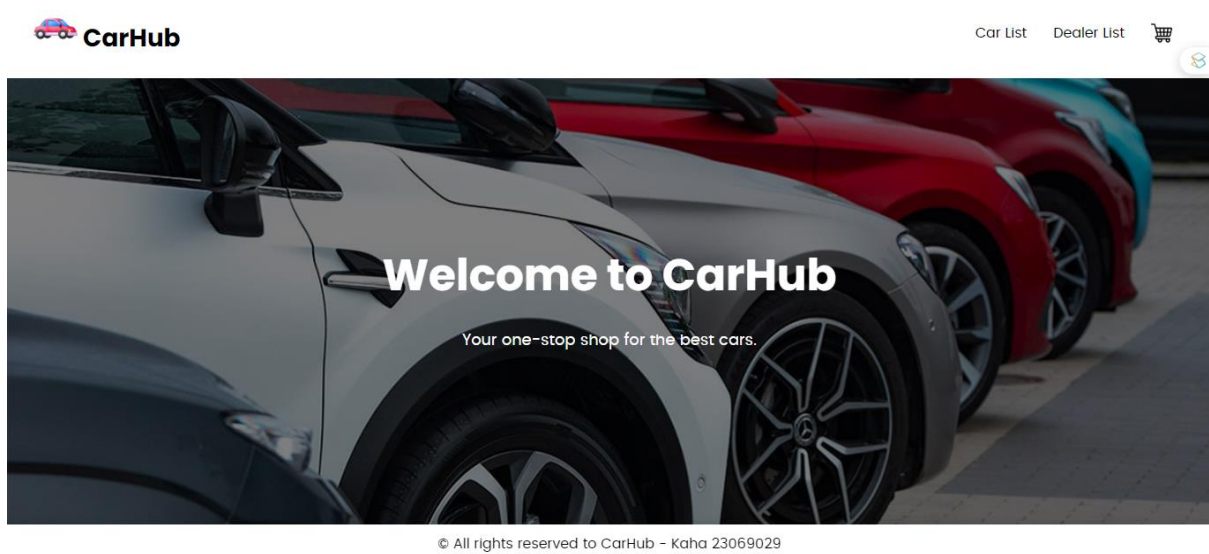 CarHub
Car List Dealer List
Welcome to CarHub
Your one-stop shop for the best cars.
© All rights reserved to CarHub - Kaha 23069029